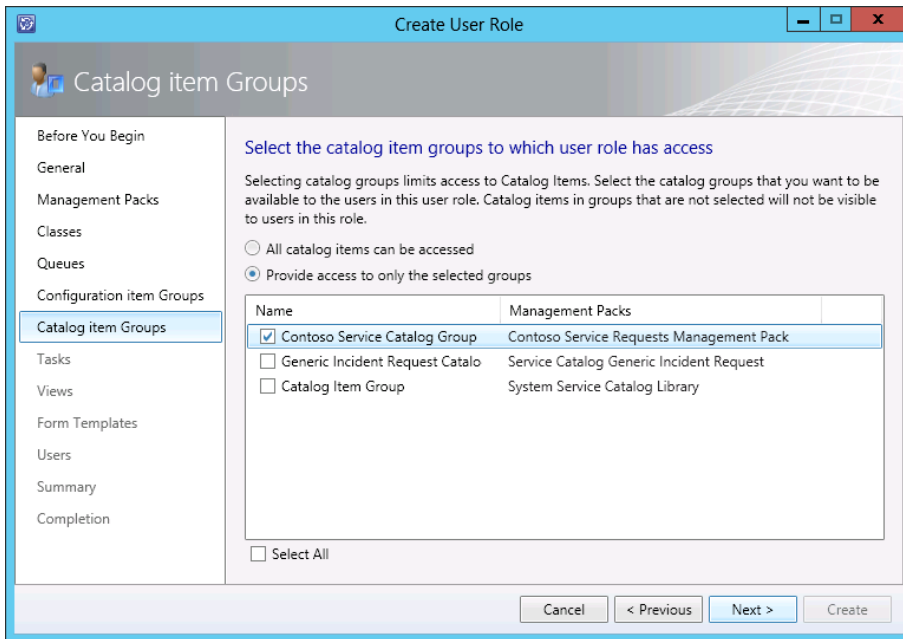 Create User Role
Catalog item Groups
Before You Begin
General
Management Packs
Classes
Queues
Configuration item Groups
Catalog item Groups
Tasks
Views
Form Templates
Users
Summary
Completion
Select the catalog item groups to which user role has access
Selecting catalog groups limits access to Catalog Items. Select the catalog groups that you want to be
available to the users in this user role. Catalog items in groups that are not selected will not be visible
to users in this role.
All catalog items can be accessed
Provide access to only the selected groups
Name Management Packs
Contoso Service Catalog Group Contoso Service Requests Management Pack
Generic Incident Request Catalo Service Catalog Generic Incident Request
Catalog Item Group System Service Catalog Library
Select All
Cancel < Previous Next > Create